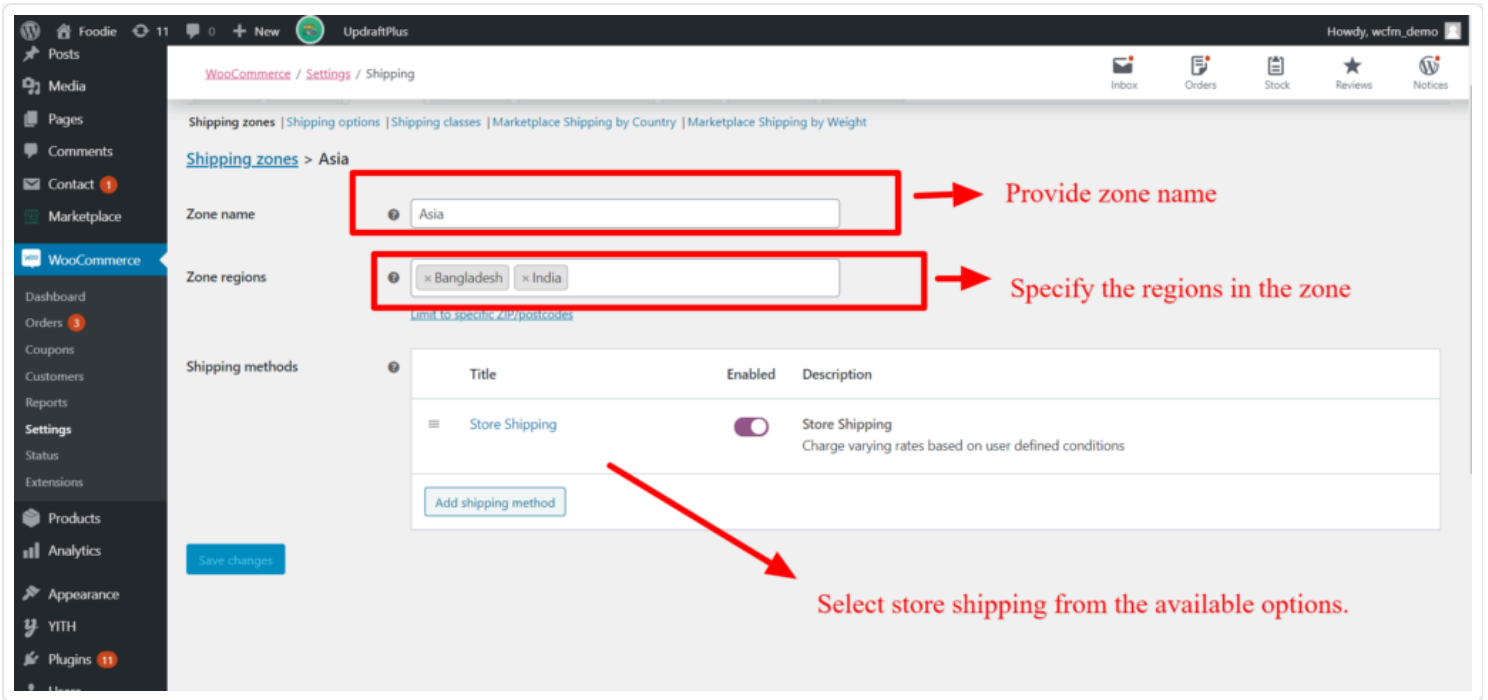 Foodie 11 0 New UpdraftPlus Howdy, wcfm_demo
Posts
Media
Pages
Comments
Contact 1
Marketplace
WooCommerce
Dashboard
Orders 3
Coupons
Customers
Reports
Settings
Status
Extensions
Products
Analytics
Appearance
YITH
Plugins 11
WooCommerce / Settings / Shipping
Inbox Orders Stock Reviews Notices
Shipping zones | Shipping options | Shipping classes | Marketplace Shipping by Country | Marketplace Shipping by Weight
Shipping zones > Asia
Zone name Asia
Provide zone name
Zone regions × Bangladesh × India
Specify the regions in the zone
Limit to specific ZIP/postcodes
Shipping methods
Title Enabled Description
Store Shipping Store Shipping
Charge varying rates based on user defined conditions
Add shipping method
Save changes
Select store shipping from the available options.